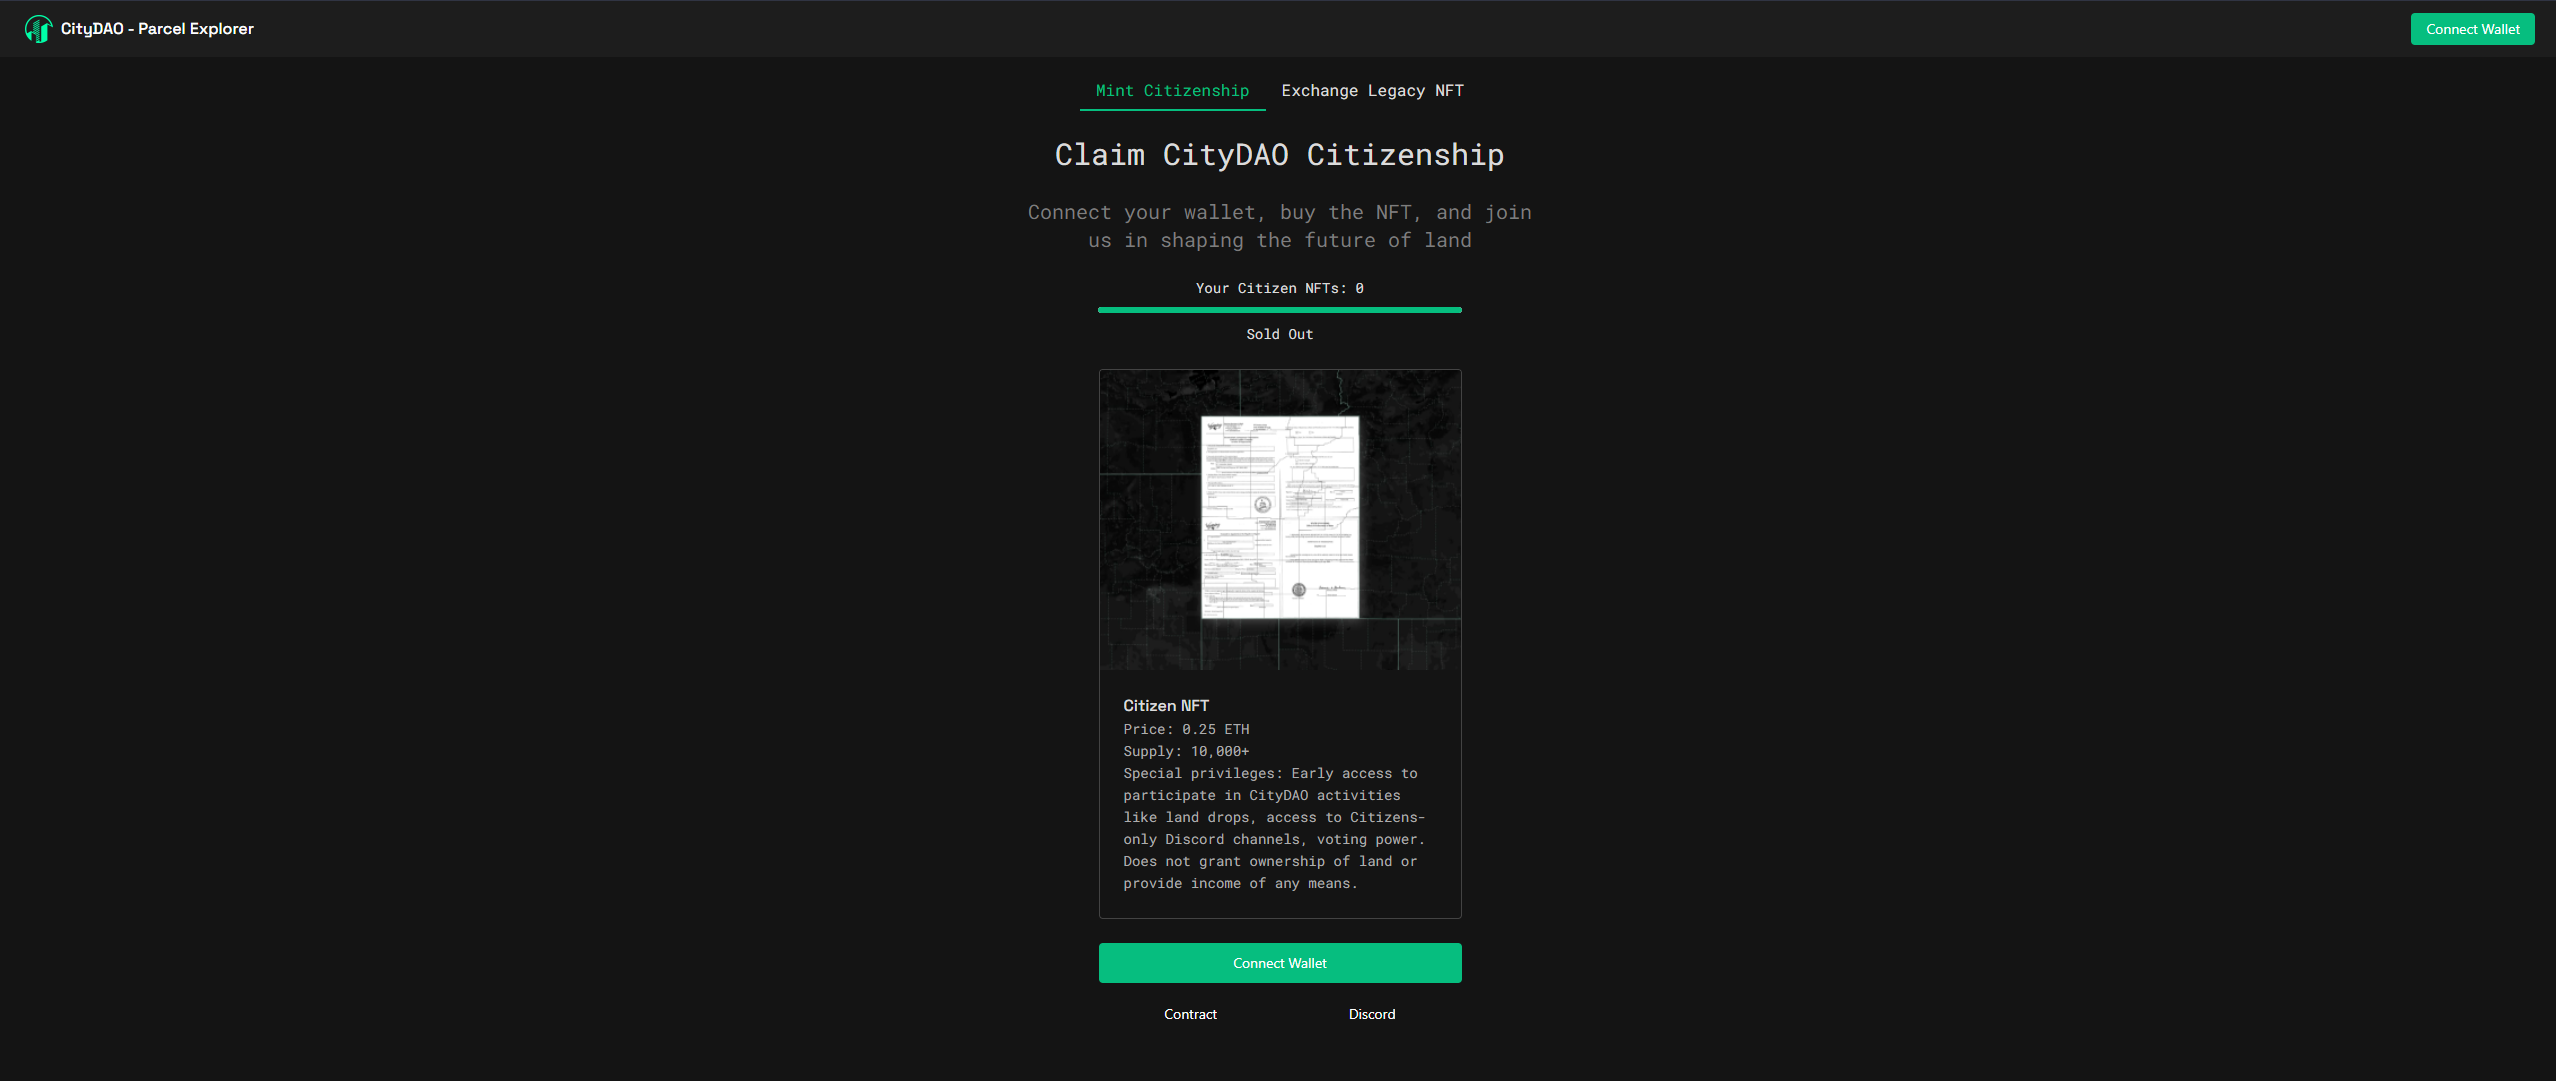 CityDAO - Parcel Explorer
Connect Wallet
Mint Citizenship
Exchange Legacy NFT
Claim CityDAO Citizenship
Connect your wallet, buy the NFT, and join
us in shaping the future of land
Your Citizen NFTs: 0
Sold Out
Citizen NFT
Price: 0.25 ETH
Supply: 10,000+
Special privileges: Early access to
participate in CityDAO activities
like land drops, access to Citizens-
only Discord channels, voting power.
Does not grant ownership of land or
provide income of any means.
Connect Wallet
Contract
Discord